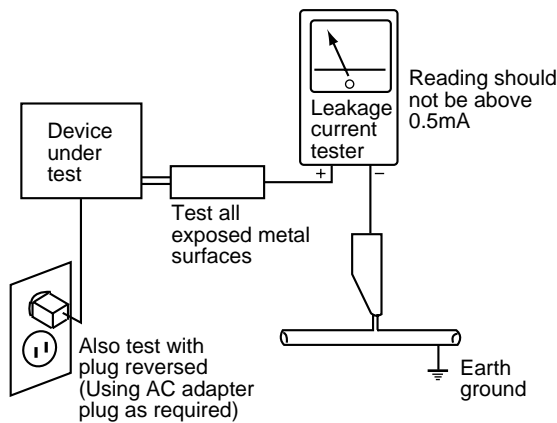 Device
under
test
Leakage
current
tester
+
−
Reading should
not be above
0.5mA
Test all
exposed metal
surfaces
Also test with
plug reversed
(Using AC adapter
plug as required)
Earth
ground